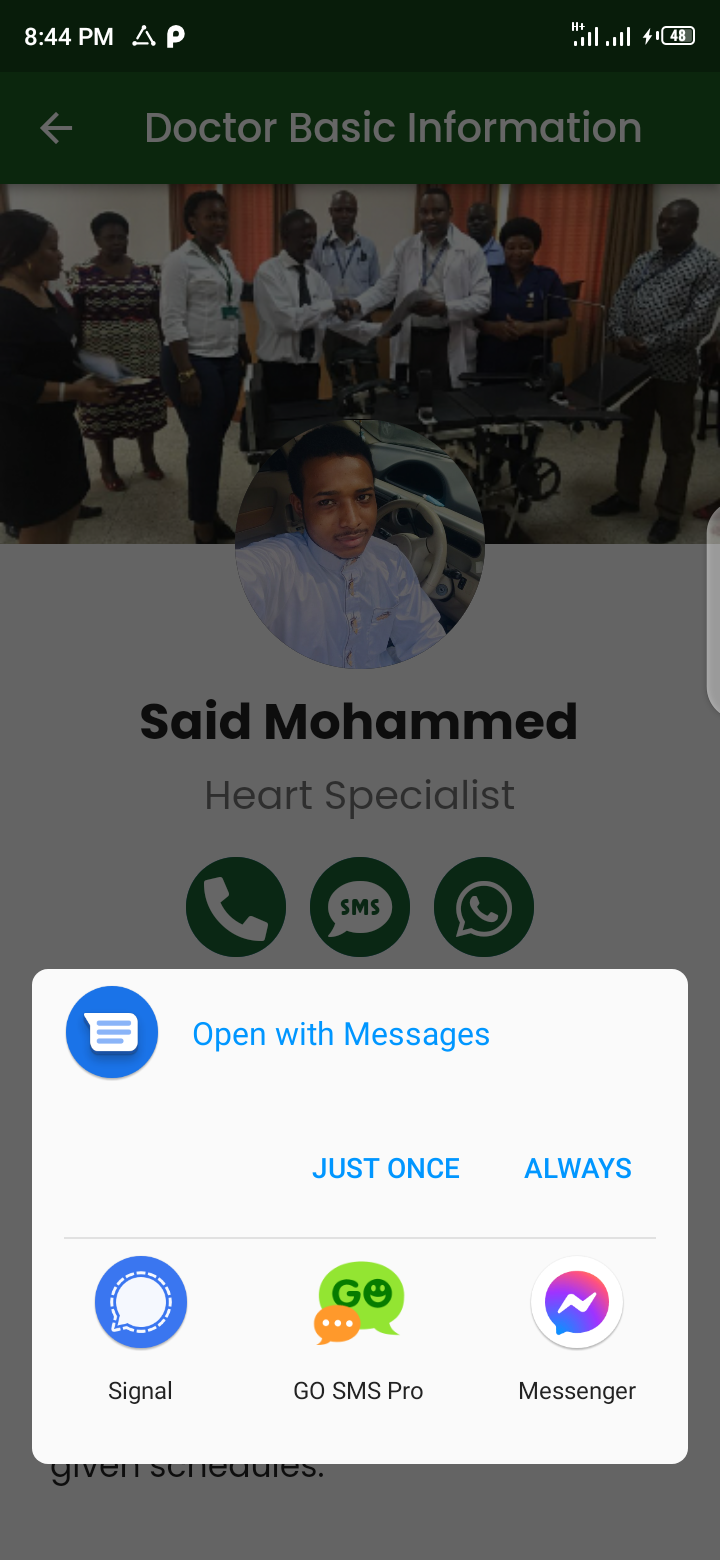 8:44 PM
H+
48
Doctor Basic Information
Said Mohammed
Heart Specialist
SMS
Open with Messages
JUST ONCE
ALWAYS
GO
Signal
GO SMS Pro
Messenger
given schedules.